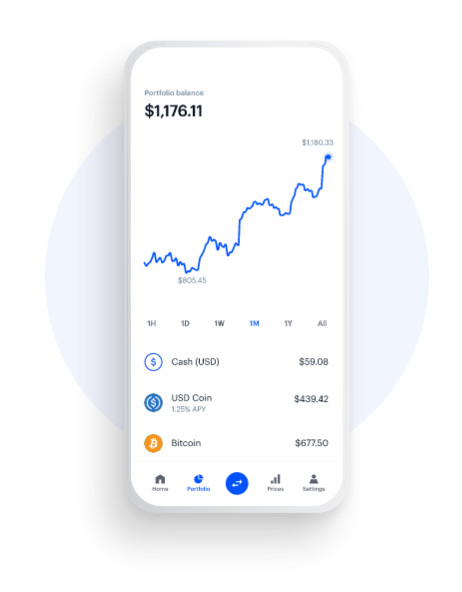 Portfolio balance
$1,176.11
$1,180.33
$805.45
1H 1D 1W 1M 1Y All
Cash (USD) $59.08
USD Coin $439.42
1.25% APY
Bitcoin $677.50
Home Portfolio Prices Settings